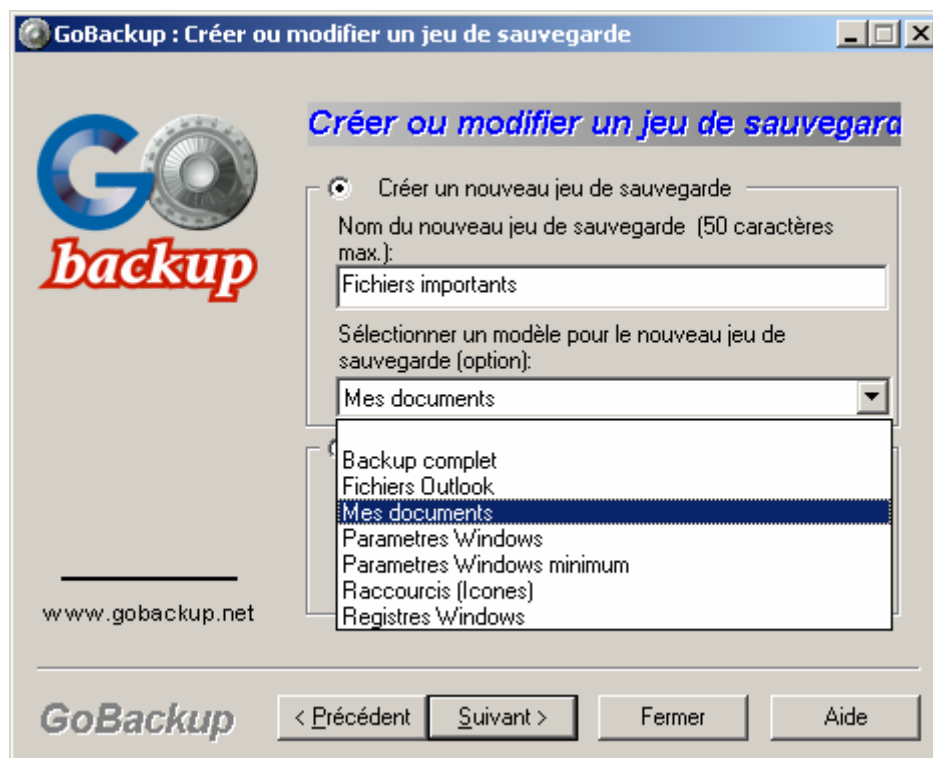 GoBackup : Créer ou modifier un jeu de sauvegarde
Créer ou modifier un jeu de sauvegard
GO
backup
Créer un nouveau jeu de sauvegarde
Nom du nouveau jeu de sauvegarde (50 caractères
max.):
Fichiers importants
Sélectionner un modèle pour le nouveau jeu de
sauvegarde (option):
Mes documents
Backup complet
Fichiers Outlook
Mes documents
Parametres Windows
Parametres Windows minimum
Raccourcis (Icones)
Registres Windows
www.gobackup.net
GoBackup
< Précédent
Suivant >
Fermer
Aide